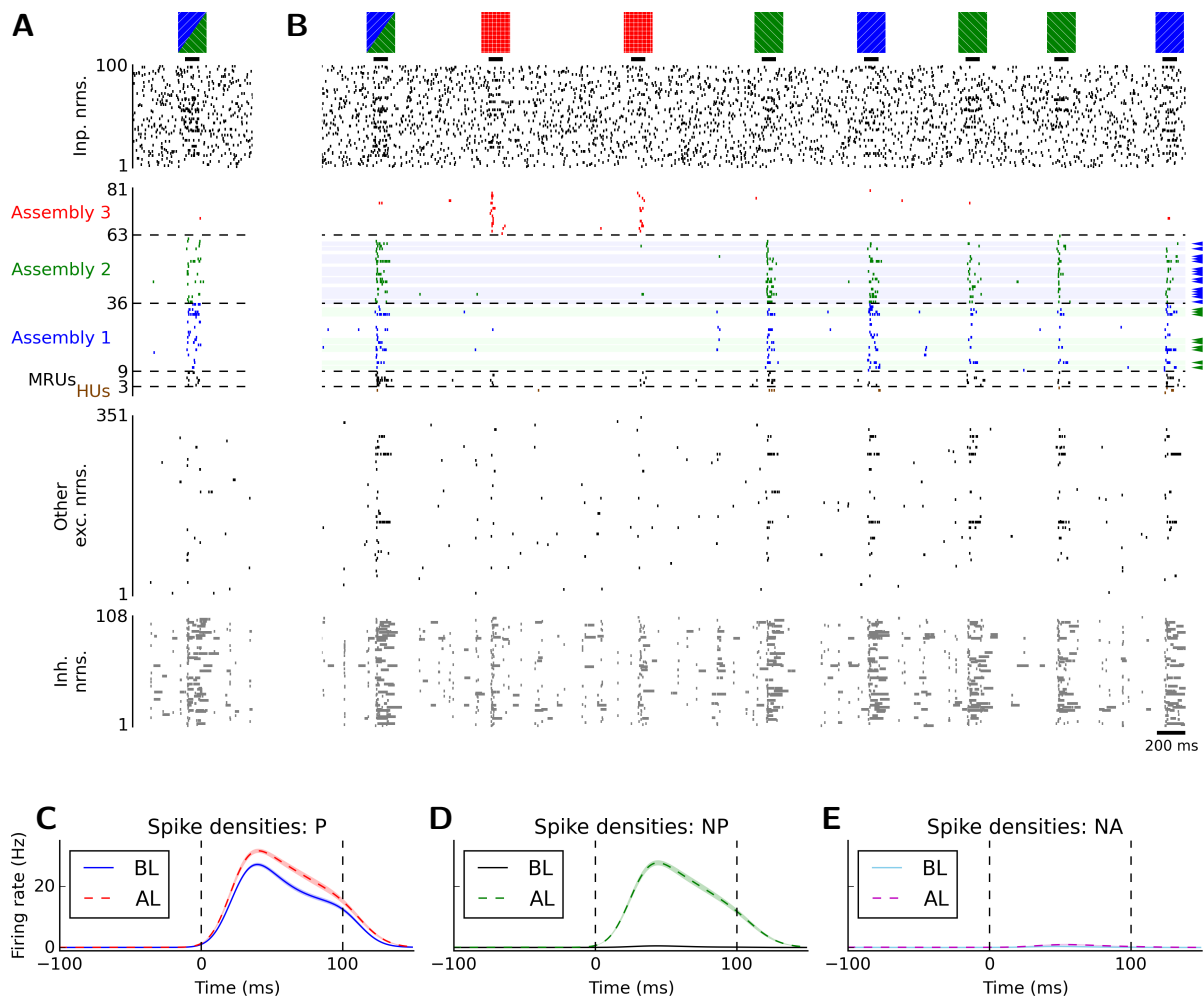 A
B
Inp. nrns.
100
1
Assembly 3
81
63
Assembly 2
36
Assembly 1
9
MRUs
3
HUs
351
Other
exc. nrns.
1
108
Inh.
nrns.
1
200 ms
C
Spike densities: P
D
Spike densities: NP
E
Spike densities: NA
Firing rate (Hz)
20
0
BL
AL
BL
AL
BL
AL
−100
0
100
−100
0
100
−100
0
100
Time (ms)
Time (ms)
Time (ms)